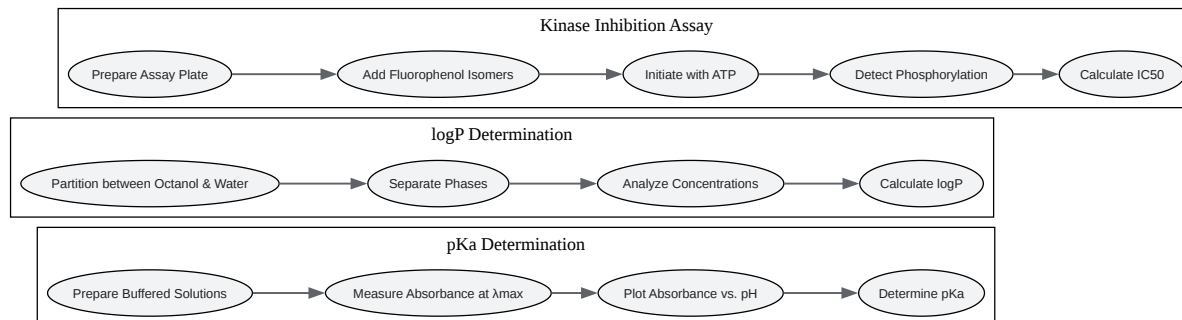 Kinase Inhibition Assay
Prepare Assay Plate
Add Fluorophenol Isomers
Initiate with ATP
Detect Phosphorylation
Calculate IC50
logP Determination
Partition between Octanol & Water
Separate Phases
Analyze Concentrations
Calculate logP
pKa Determination
Prepare Buffered Solutions
Measure Absorbance at λmax
Plot Absorbance vs. pH
Determine pKa